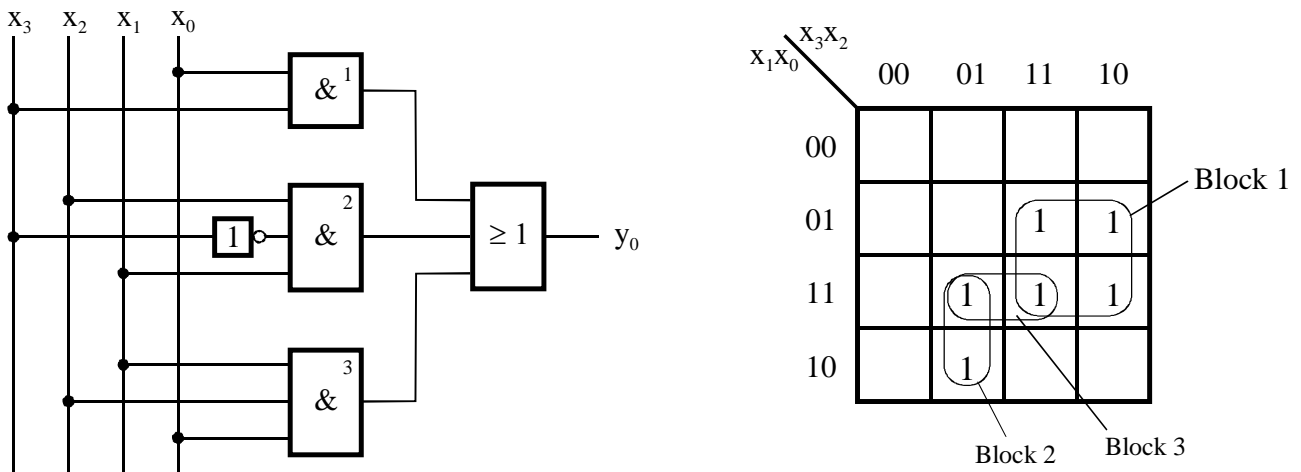 x₃ x₂ x₁ x₀
& 1
& 2
1
& 3
≥ 1
y₀
x₃x₂
x₁x₀
00 01 11 10
00
01 1 1
11 1 1 1
10 1
Block 1
Block 2
Block 3